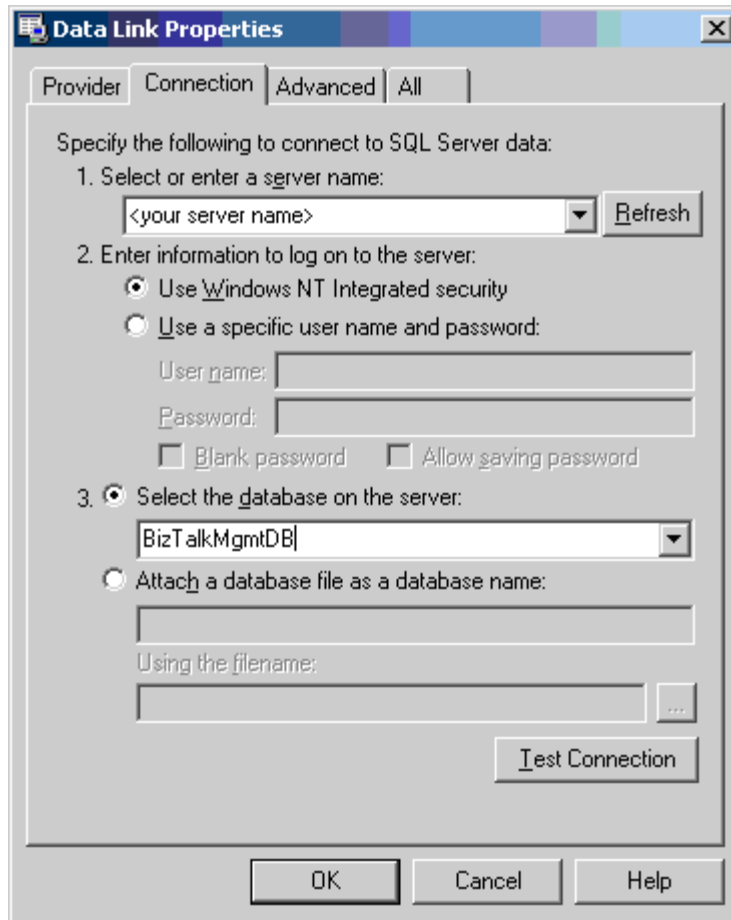 Data Link Properties
Provider Connection Advanced All
Specify the following to connect to SQL Server data:
1. Select or enter a server name:
<your server name> Refresh
2. Enter information to log on to the server:
Use Windows NT Integrated security
Use a specific user name and password:
User name:
Password:
Blank password Allow saving password
3. Select the database on the server:
BizTalkMgmtDB
Attach a database file as a database name:
Using the filename:
...
Test Connection
OK Cancel Help